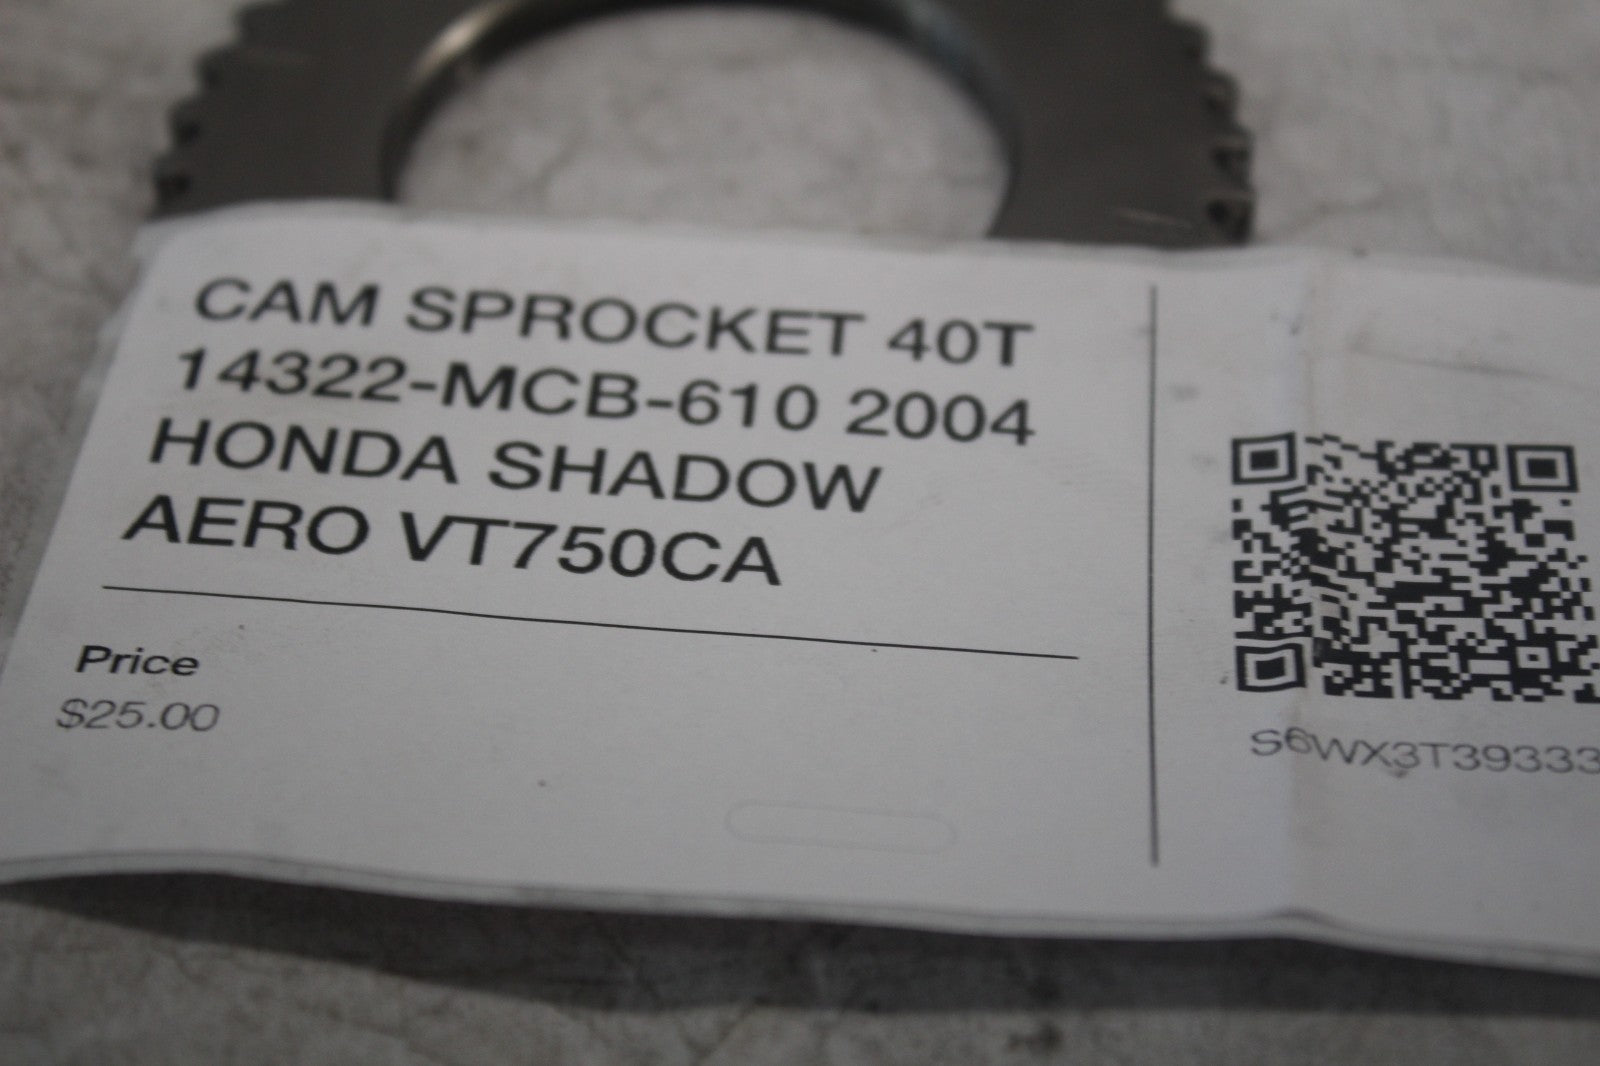 CAM SPROCKET 40T
14322-MCB-610 2004
HONDA SHADOW
AERO VT750CA
Price
$25.00
S6WX3T39333